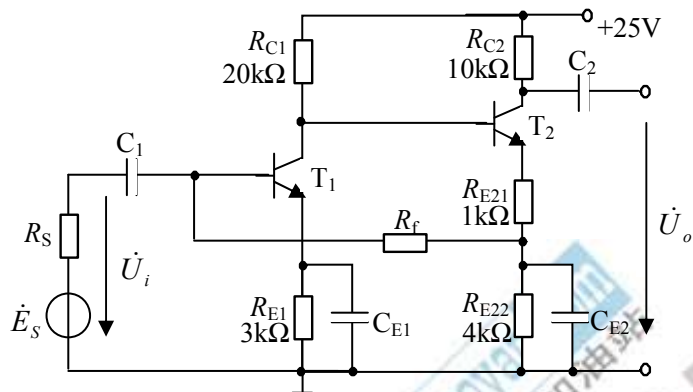 R_C1
20kΩ
R_C2
10kΩ
+25V
C_2
T_2
C_1
T_1
R_E21
1kΩ
R_S
U̇_i
R_f
U̇_o
Ė_S
R_E1
3kΩ
C_E1
R_E22
4kΩ
C_E2